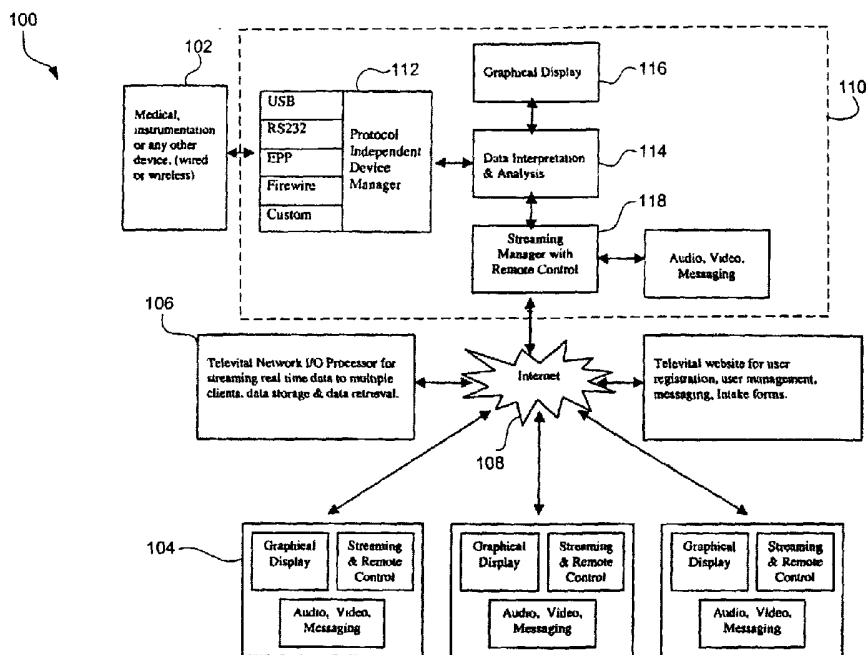 100
102
Medical,
instrumentation
or any other
device, (wired
or wireless)
112
USB
RS232
EPP
Firewire
Custom
Protocol
Independent
Device
Manager
Graphical Display
116
110
Data Interpretation
& Analysis
114
118
Streaming
Manager with
Remote Control
Audio, Video,
Messaging
106
Televital Network I/O Processor for
streaming real time data to multiple
clients, data storage & data retrieval.
Internet
108
Televital website for user
registration, user management,
messaging, Intake forms.
104
Graphical
Display
Streaming
& Remote
Control
Audio, Video,
Messaging
Graphical
Display
Streaming
& Remote
Control
Audio, Video,
Messaging
Graphical
Display
Streaming
& Remote
Control
Audio, Video,
Messaging